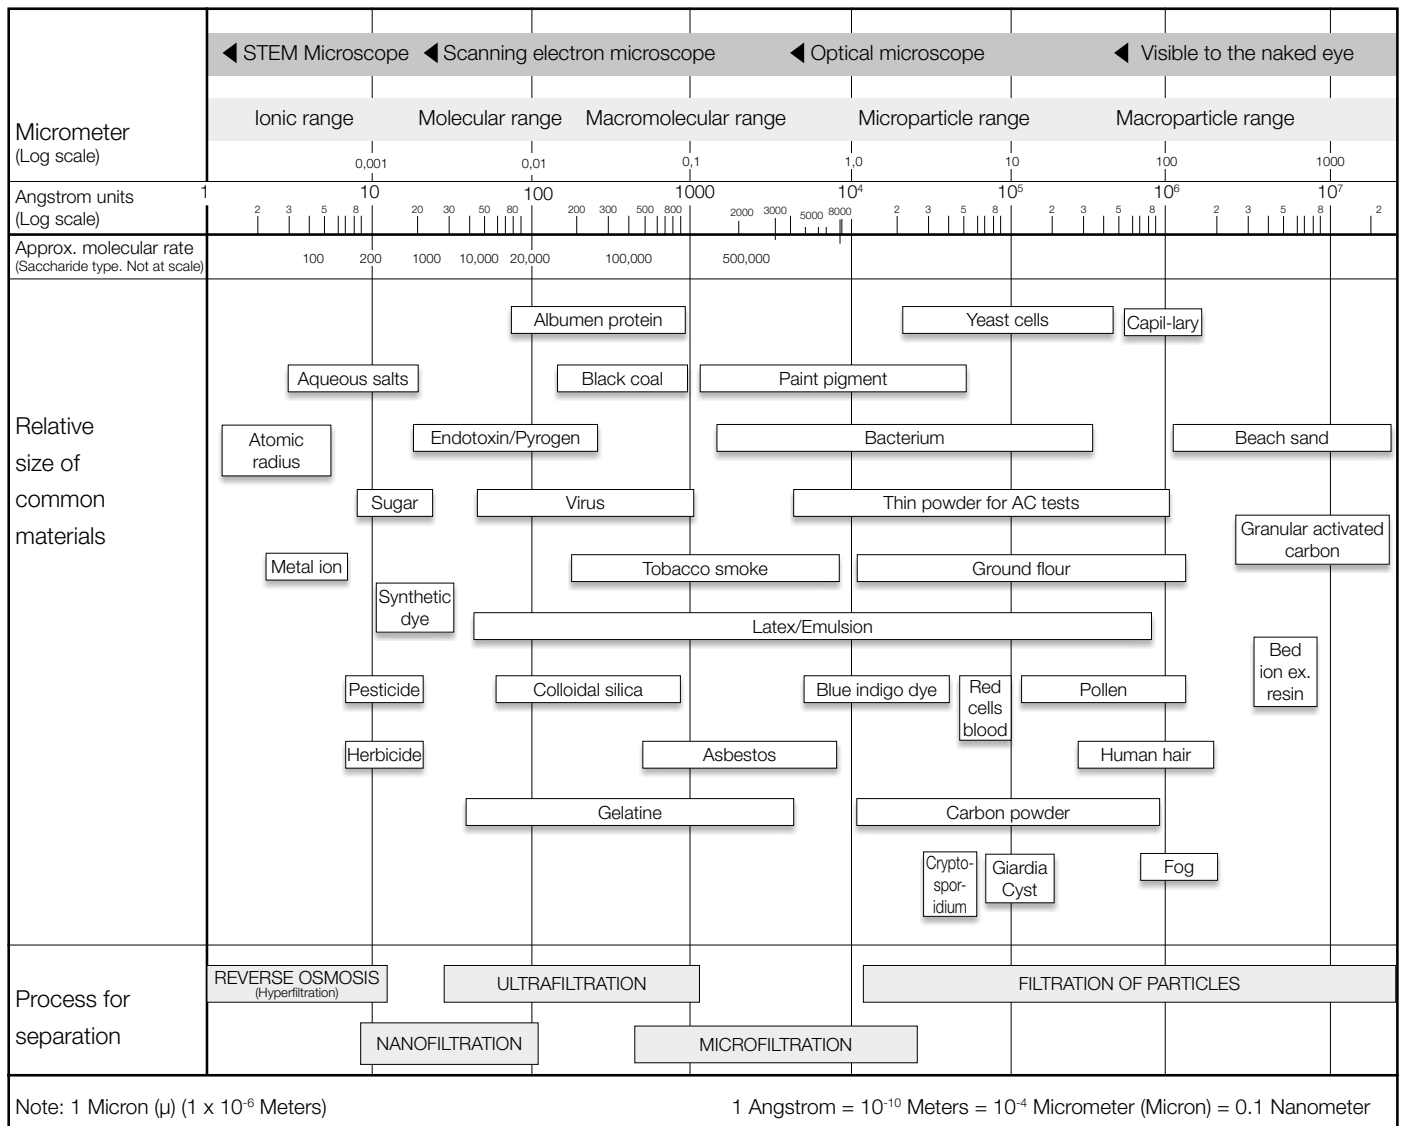 STEM Microscope Scanning electron microscope Optical microscope Visible to the naked eye
Ionic range Molecular range Macromolecular range Microparticle range Macroparticle range
Micrometer
(Log scale)
0,001 0,01 0,1 1,0 10 100 1000
Angstrom units
(Log scale)
1 10 100 1000 10⁴ 10⁵ 10⁶ 10⁷
2 3 5 8 20 30 50 80 200 300 500 800 2000 3000 5000 8000 2 3 5 8 2 3 5 8 2 3 5 8 2
Approx. molecular rate
(Saccharide type. Not at scale)
100 200 1000 10,000 20,000 100,000 500,000
Relative
size of
common
materials
Albumen protein Yeast cells Capil-lary
Aqueous salts Black coal Paint pigment
Atomic
radius
Endotoxin/Pyrogen Bacterium Beach sand
Sugar Virus Thin powder for AC tests
Granular activated
carbon
Metal ion Tobacco smoke Ground flour
Synthetic
dye
Latex/Emulsion
Bed
ion ex.
resin
Pesticide Colloidal silica Blue indigo dye
Red
cells
blood
Pollen
Herbicide Asbestos Human hair
Gelatine Carbon powder
Crypto-
spor-
idium
Giardia
Cyst
Fog
Process for
separation
REVERSE OSMOSIS
(Hyperfiltration)
ULTRAFILTRATION FILTRATION OF PARTICLES
NANOFILTRATION MICROFILTRATION
Note: 1 Micron (µ) (1 x 10⁻⁶ Meters) 1 Angstrom = 10⁻¹⁰ Meters = 10⁻⁴ Micrometer (Micron) = 0.1 Nanometer